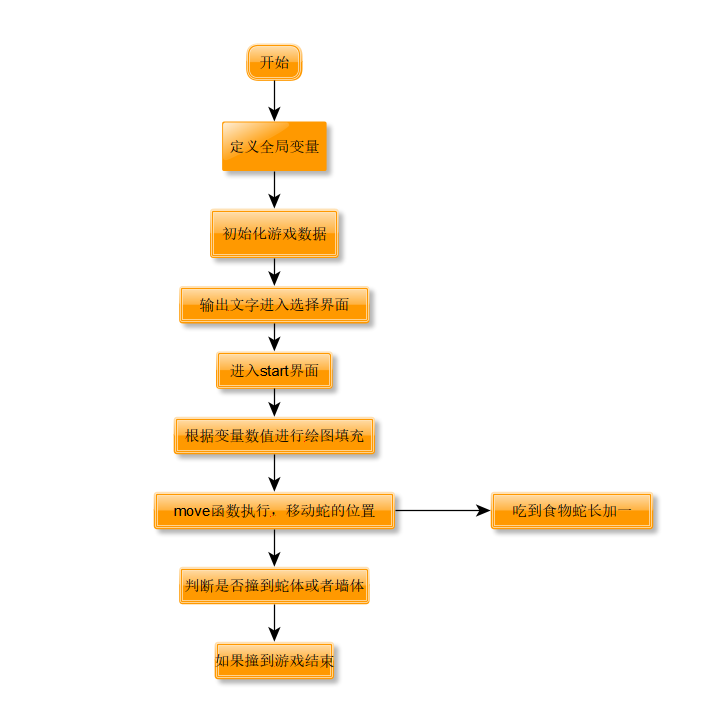 开始
定义全局变量
初始化游戏数据
输出文字进入选择界面
进入start界面
根据变量数值进行绘图填充
move函数执行，移动蛇的位置
吃到食物蛇长加一
判断是否撞到蛇体或者墙体
如果撞到游戏结束